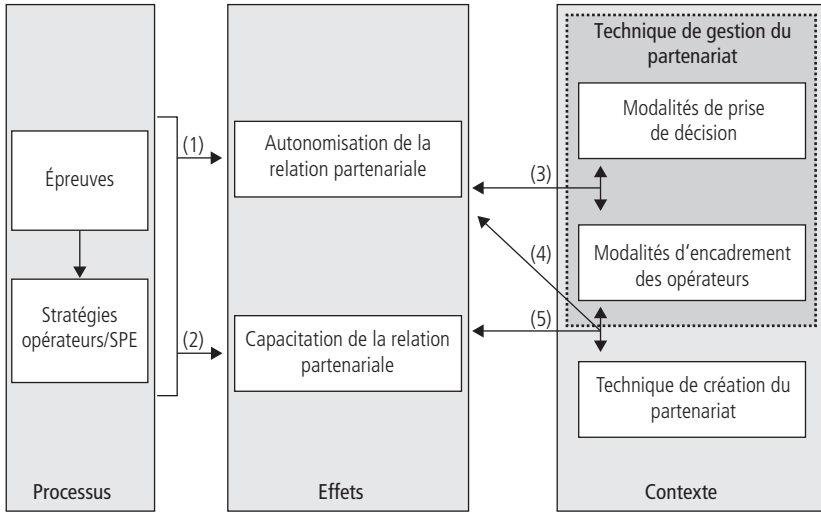 Épreuves
Stratégies
opérateurs/SPE
Processus
(1)
(2)
Autonomisation de la
relation partenariale
Capacitation de la relation
partenariale
Effets
(3)
(4)
(5)
Technique de gestion du
partenariat
Modalités de prise
de décision
Modalités d'encadrement
des opérateurs
Technique de création du
partenariat
Contexte